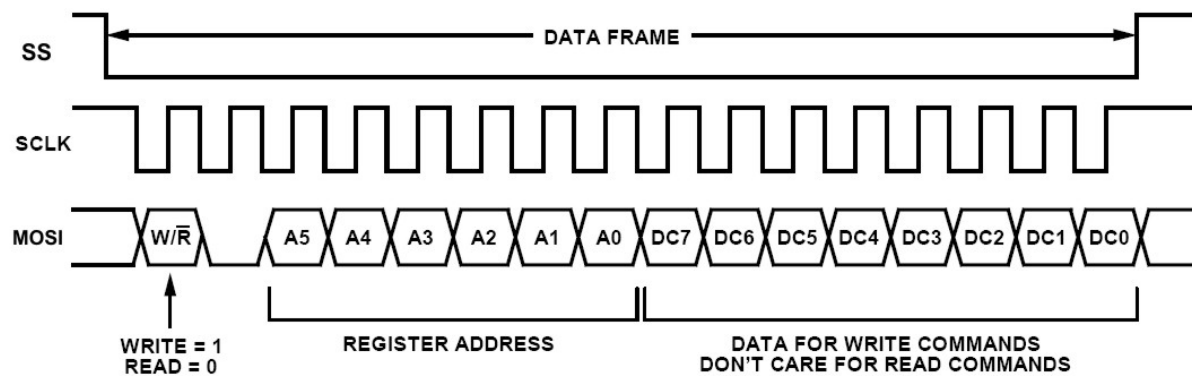 DATA FRAME
SS
SCLK
MOSI
W/R̅ A5 A4 A3 A2 A1 A0 DC7 DC6 DC5 DC4 DC3 DC2 DC1 DC0
WRITE = 1
READ = 0
REGISTER ADDRESS
DATA FOR WRITE COMMANDS
DON'T CARE FOR READ COMMANDS